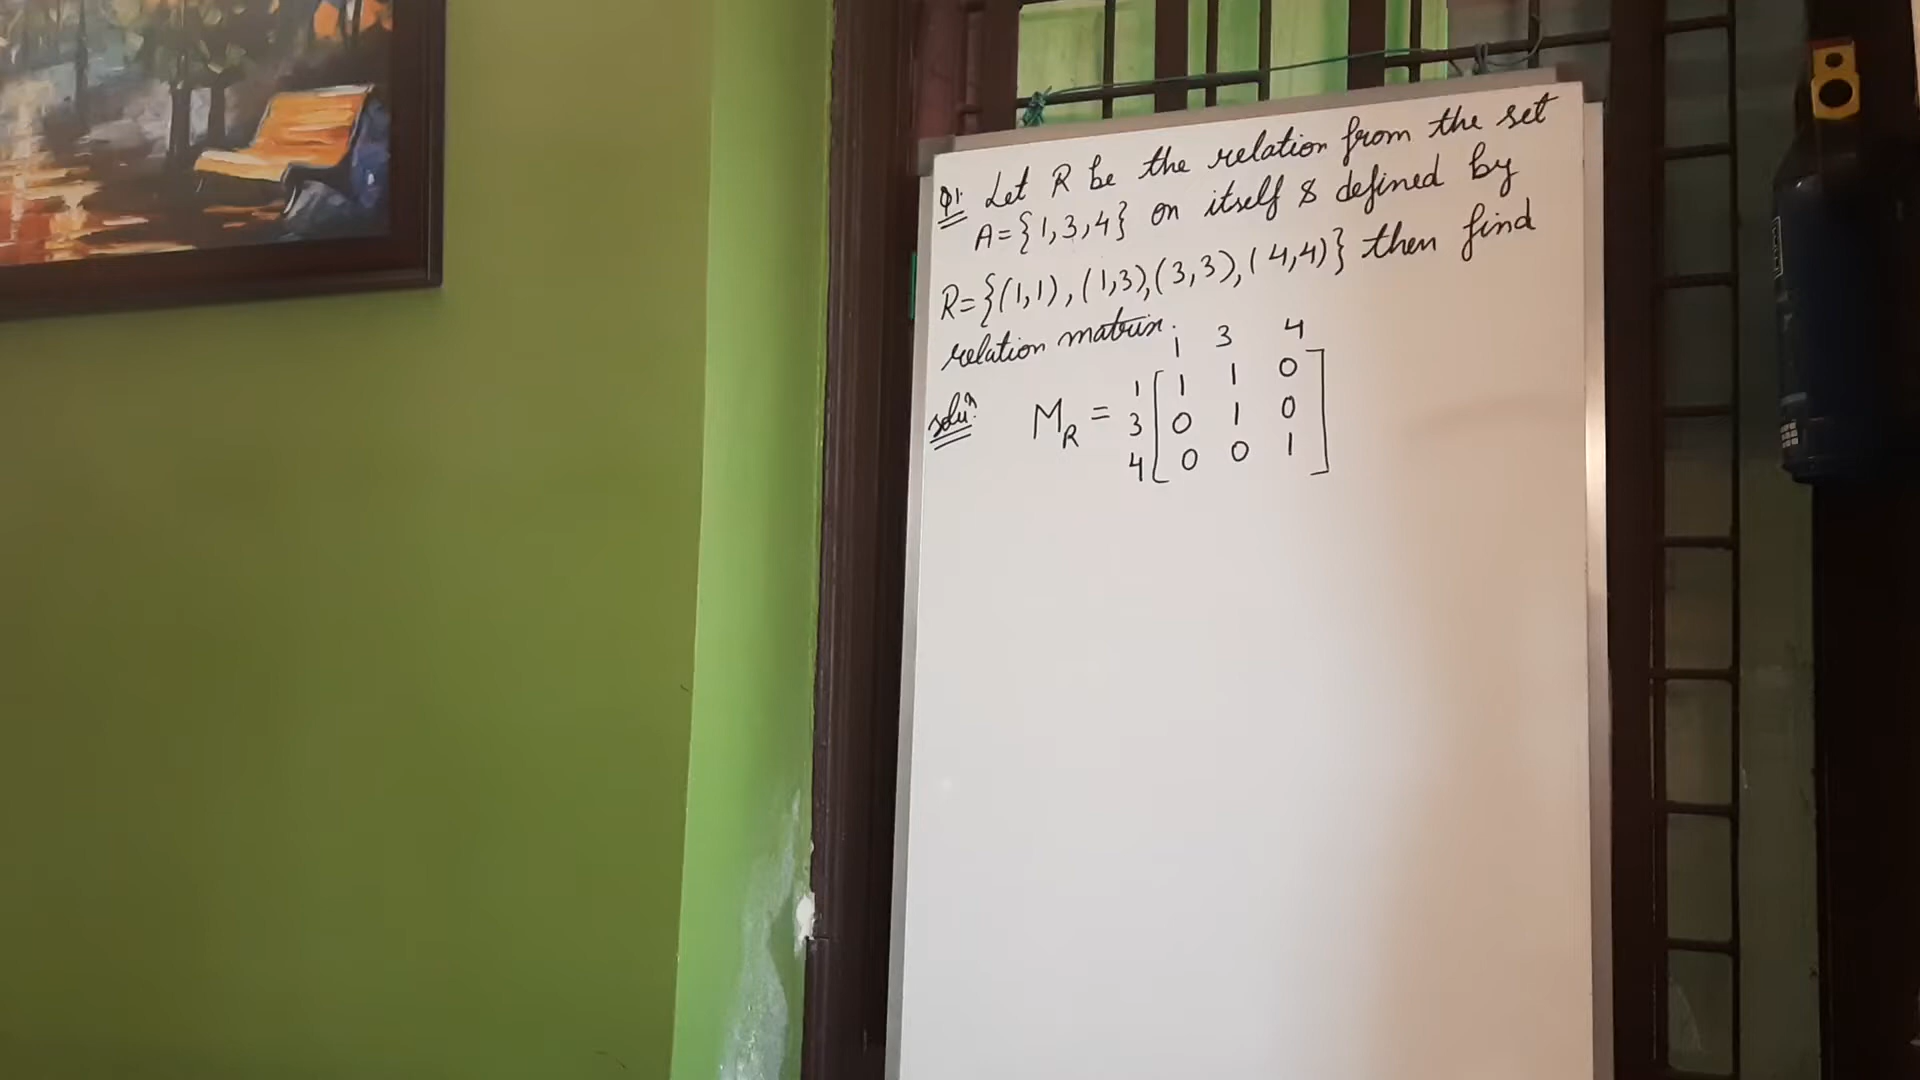 Q1. Let R be the relation from the set
A={1,3,4} on itself & defined by
R={(1,1),(1,3),(3,3),(4,4)} then find
relation matrix.
1 3 4
1 [ 1 1 0 ]
solun. M_R = 3 [ 0 1 0 ]
4 [ 0 0 1 ]